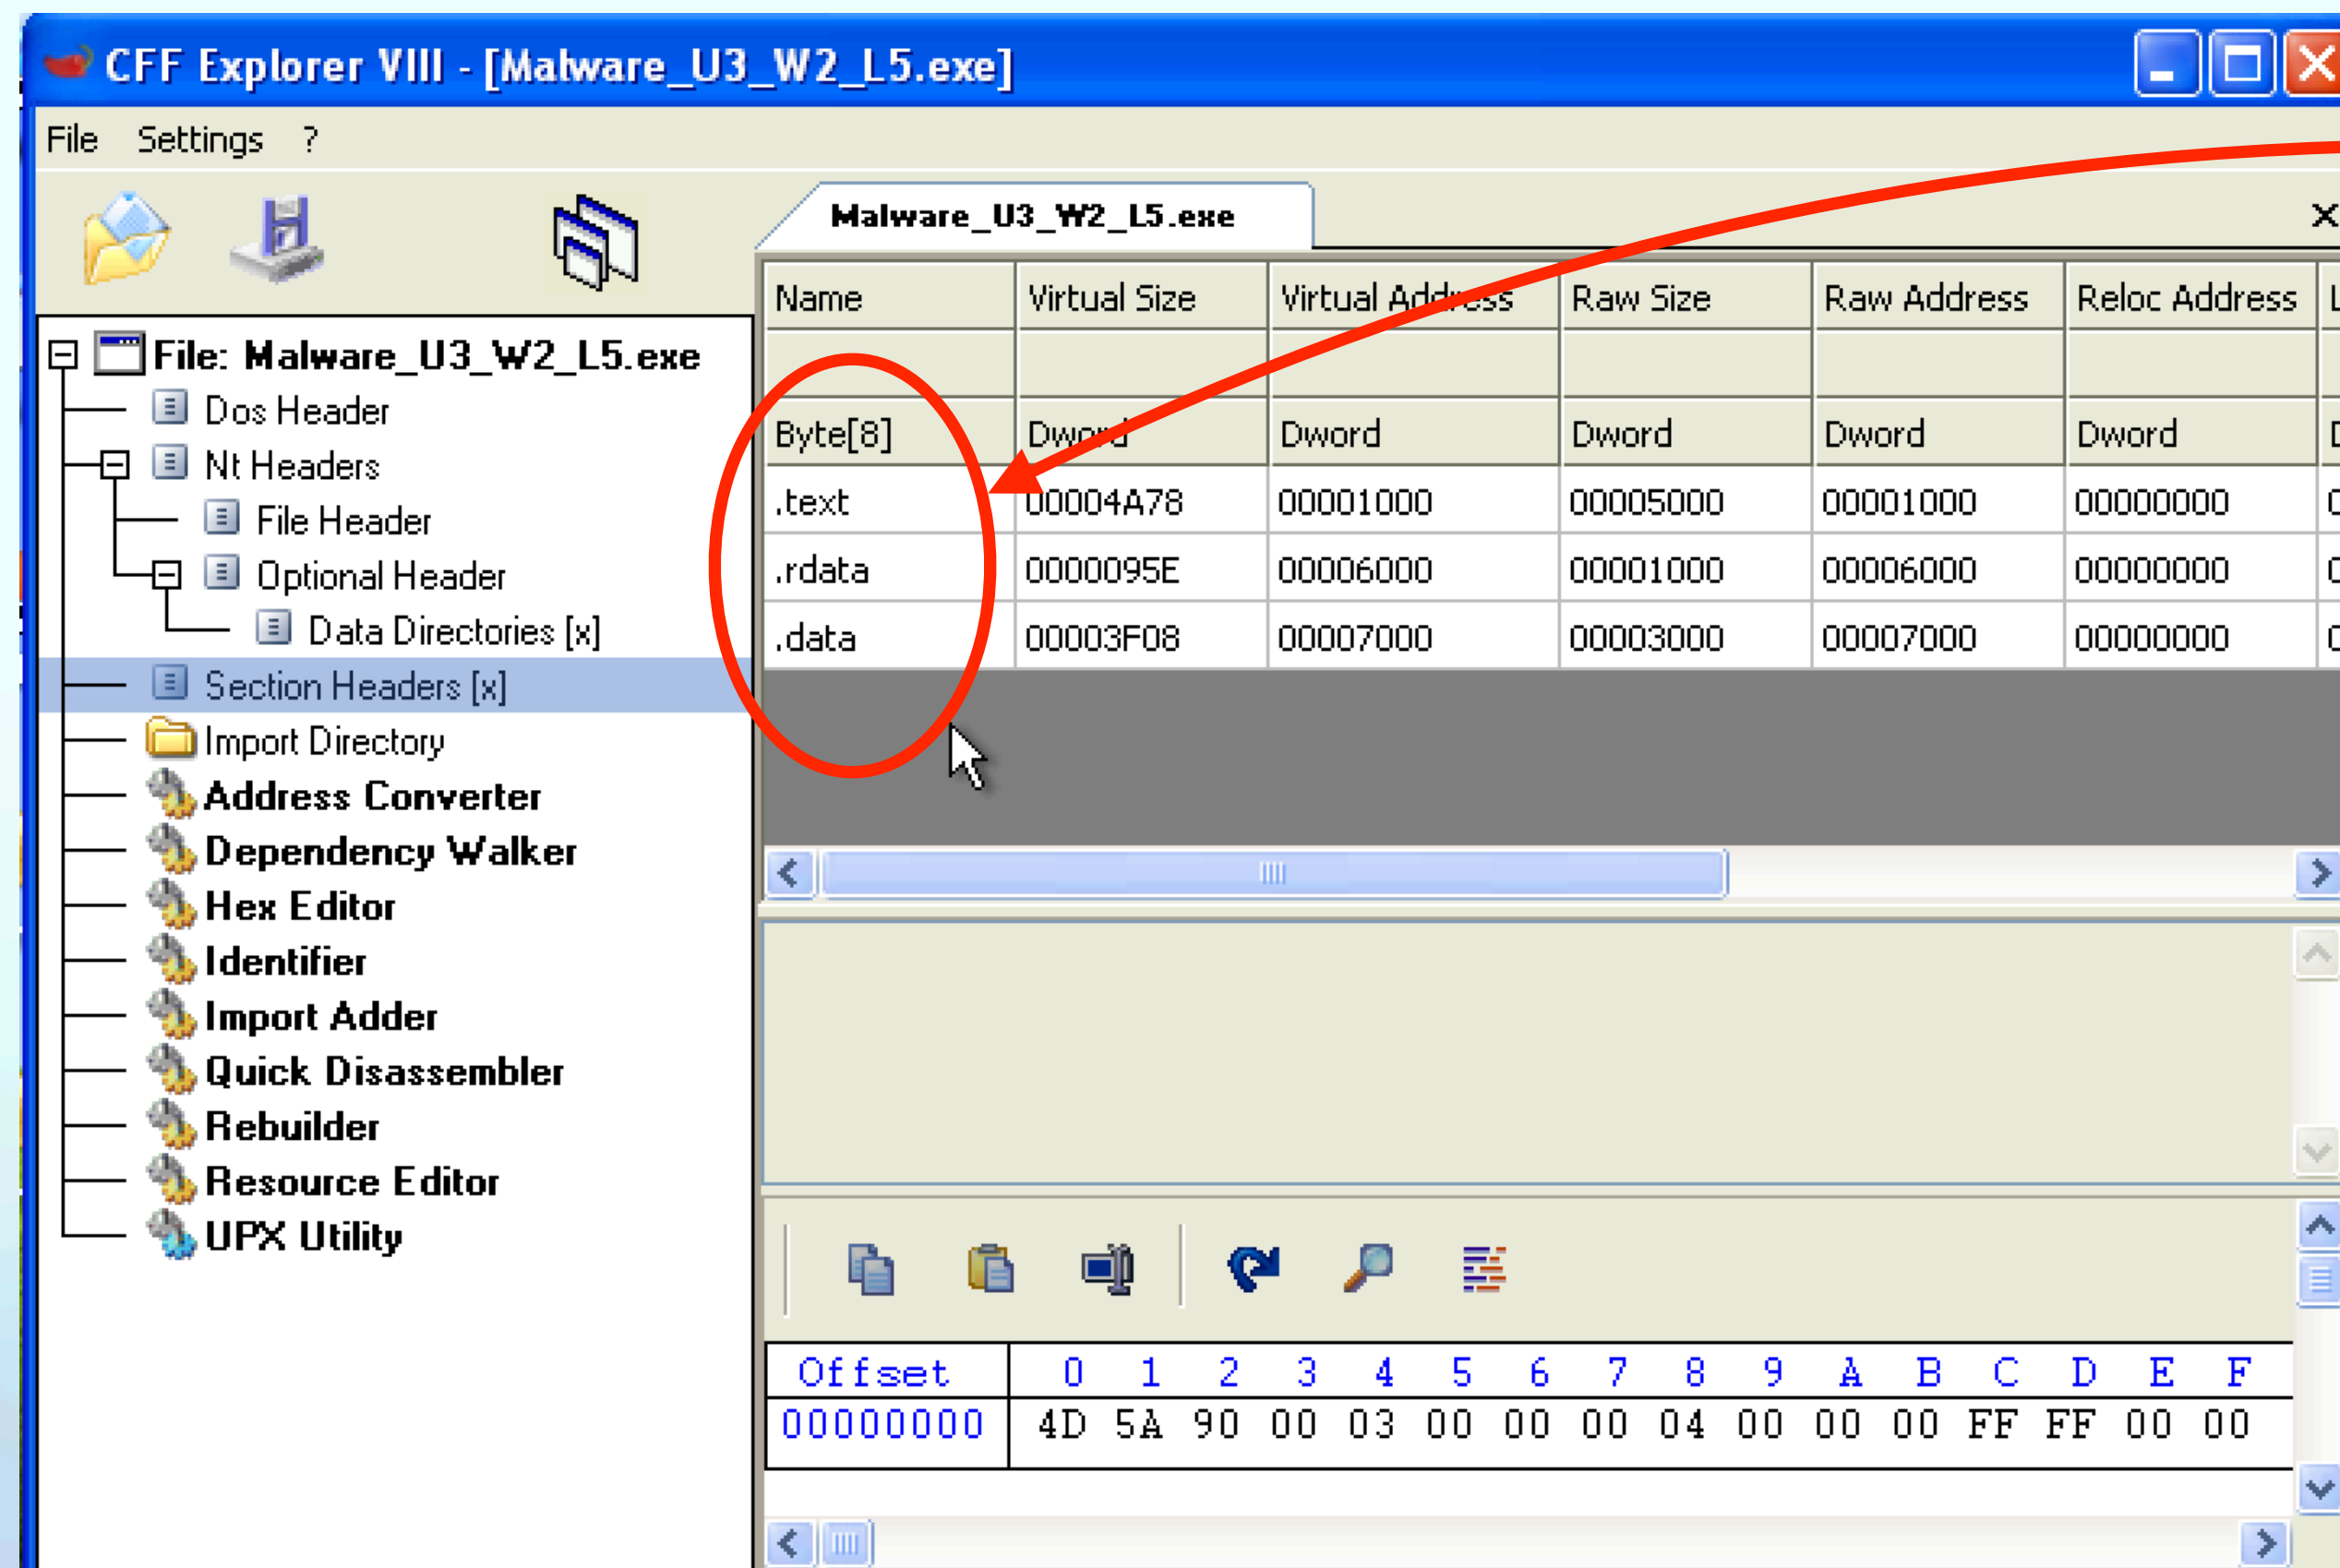 CFF Explorer VIII - [Malware_U3_W2_L5.exe]
File Settings ?
Malware_U3_W2_L5.exe
File: Malware_U3_W2_L5.exe
Dos Header
Nt Headers
File Header
Optional Header
Data Directories [x]
Section Headers [x]
Import Directory
Address Converter
Dependency Walker
Hex Editor
Identifier
Import Adder
Quick Disassembler
Rebuilder
Resource Editor
UPX Utility
Name Virtual Size Virtual Address Raw Size Raw Address Reloc Address
Byte[8] Dword Dword Dword Dword Dword
.text 00004A78 00001000 00005000 00001000 00000000
.rdata 0000095E 00006000 00001000 00006000 00000000
.data 00003F08 00007000 00003000 00007000 00000000
Offset 0 1 2 3 4 5 6 7 8 9 A B C D E F
00000000 4D 5A 90 00 03 00 00 00 04 00 00 00 FF FF 00 00